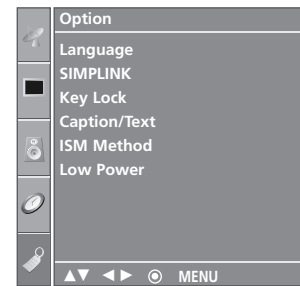 Option
Language
SIMPLINK
Key Lock
Caption/Text
ISM Method
Low Power
▲▼ ◄► MENU